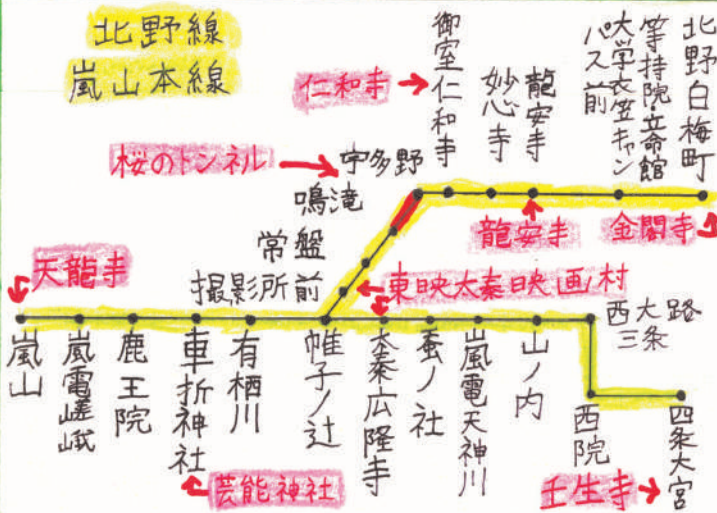 北野線
嵐山本線
北野白梅町
等持院立命館
大学衣笠キャン
パス前
龍安寺
妙心寺
御室仁和寺
仁和寺
宇多野
桜のトンネル
鳴滝
常盤
撮影所前
龍安寺
金閣寺
東映太秦映画村
天龍寺
嵐山
嵐電嵯峨
鹿王院
車折神社
有栖川
帷子ノ辻
太秦広隆寺
蚕ノ社
嵐電天神川
山ノ内
西大路
三条
西院
四条大宮
芸能神社
壬生寺